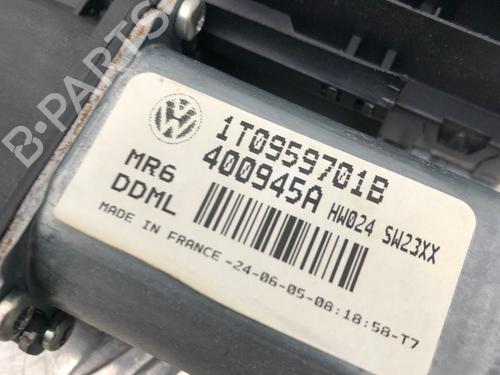 B-PARTS
1T0959701B
MR6 400945A HW024 SW23XX
DDML
MADE IN FRANCE -24-06-05-08:18:58-T7